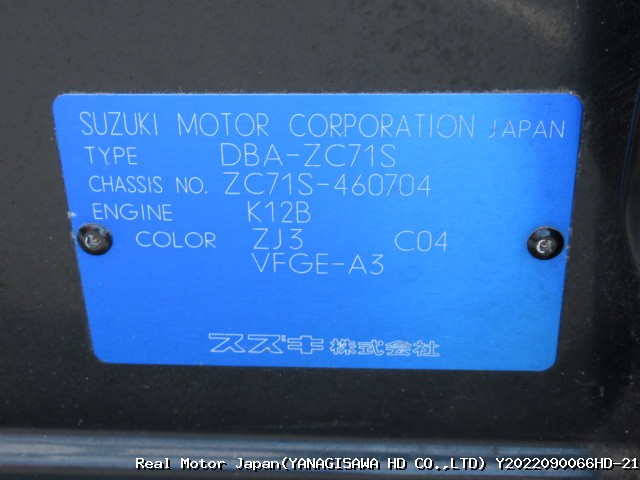 SUZUKI MOTOR CORPORATION JAPAN
TYPE DBA-ZC71S
CHASSIS NO. ZC71S-460704
ENGINE K12B
COLOR ZJ3 C04
VFGE-A3
スズキ株式会社
Real Motor Japan(YANAGISAWA HD CO.,LTD) Y2022090066HD-21